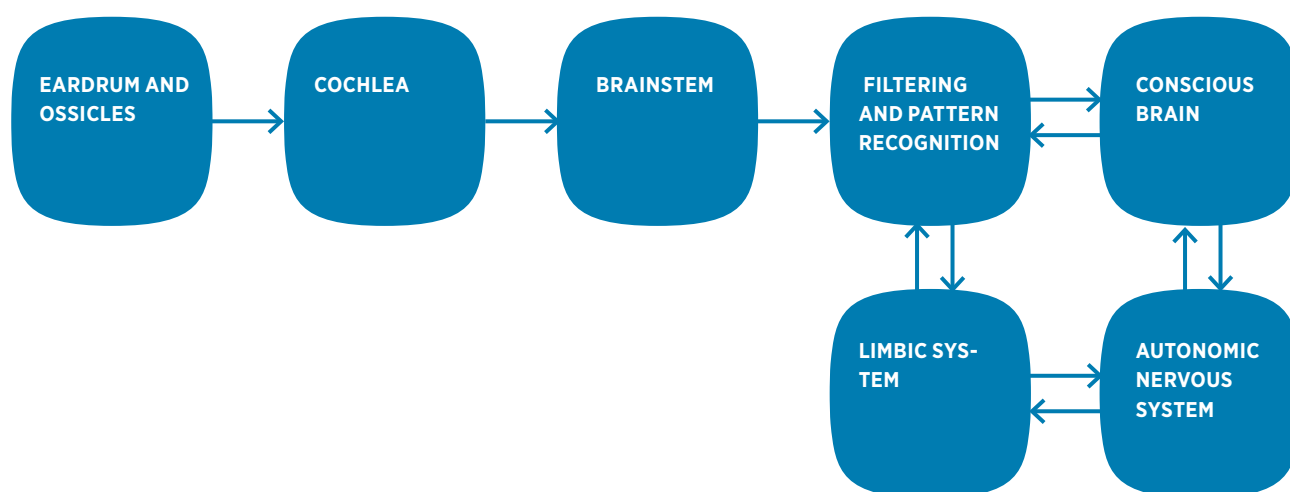 EARDRUM AND
OSSICLES
COCHLEA
BRAINSTEM
FILTERING
AND PATTERN
RECOGNITION
CONSCIOUS
BRAIN
LIMBIC SYS-
TEM
AUTONOMIC
NERVOUS
SYSTEM